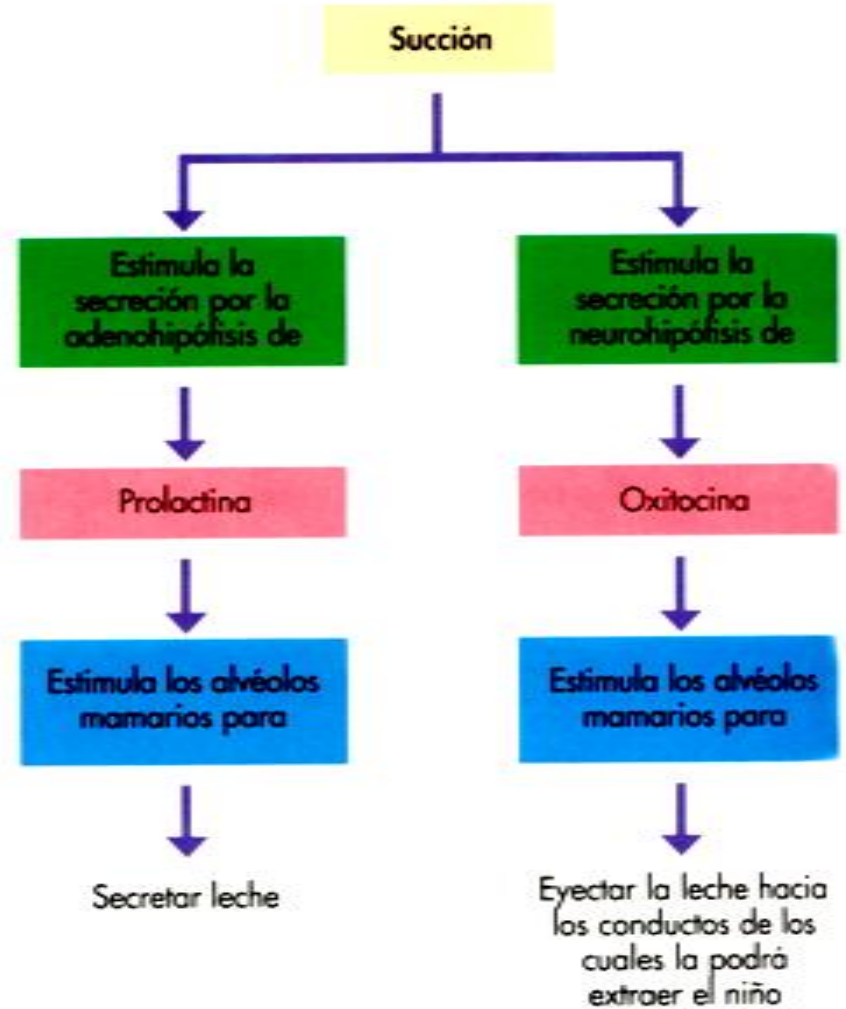 Succión
Estimula la
secreción por la
adenohipófisis de
Prolactina
Estimula los alvéolos
mamarios para
Secretar leche
Estimula la
secreción por la
neurohipófisis de
Oxitocina
Estimula los alvéolos
mamarios para
Eyectar la leche hacia
los conductos de los
cuales la podrá
extraer el niño